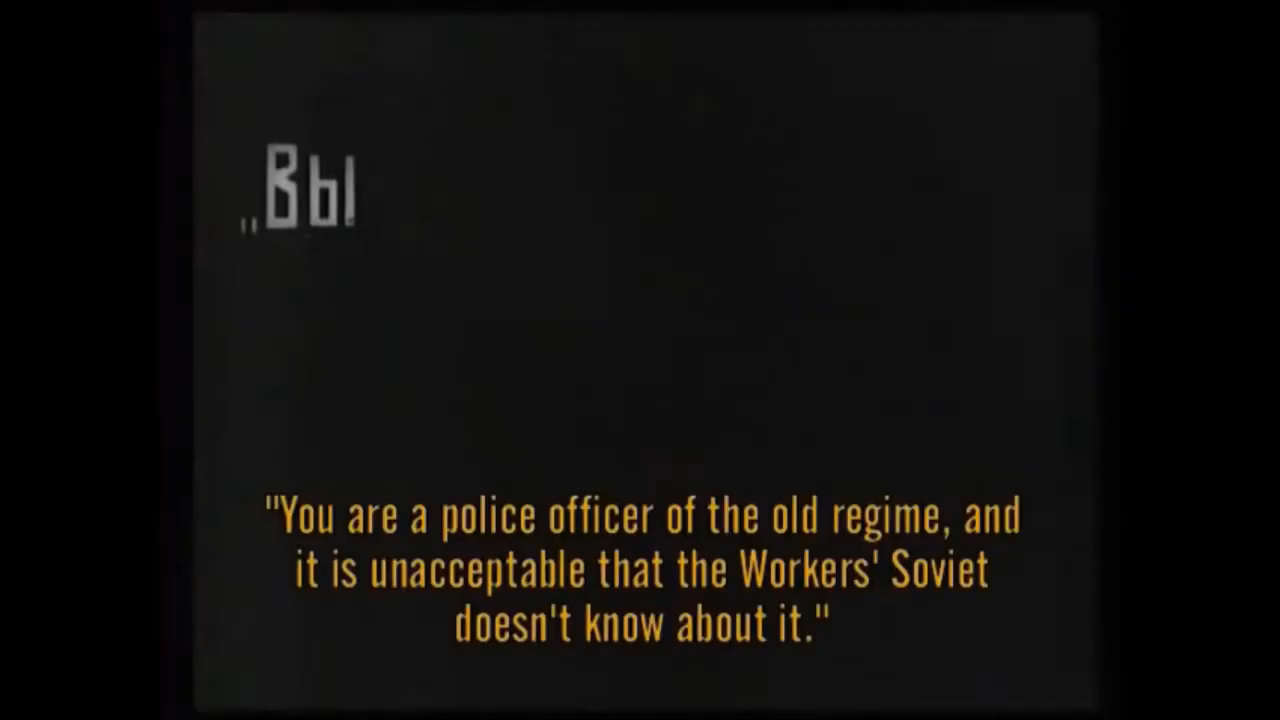 „Вы
"You are a police officer of the old regime, and
it is unacceptable that the Workers' Soviet
doesn't know about it."